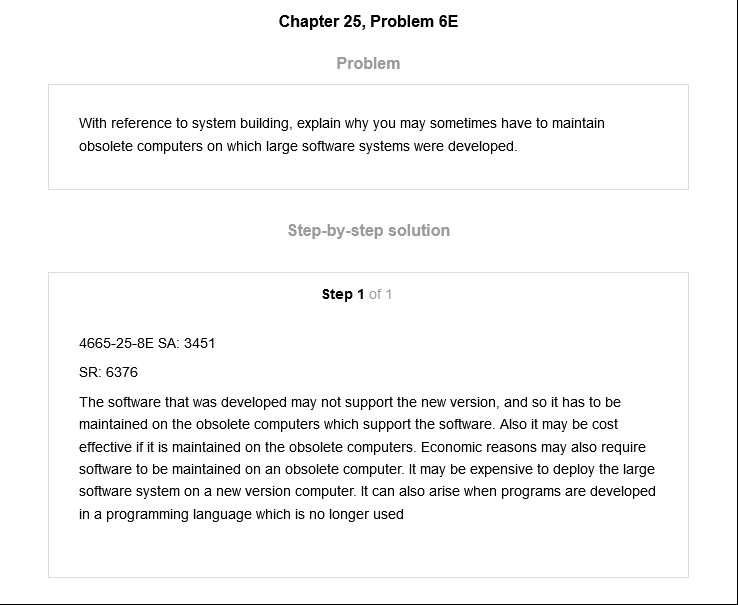 Chapter 25, Problem 6E
Problem
With reference to system building, explain why you may sometimes have to maintain
obsolete computers on which large software systems were developed.
Step-by-step solution
Step 1 of 1
4665-25-8E SA: 3451
SR: 6376
The software that was developed may not support the new version, and so it has to be
maintained on the obsolete computers which support the software. Also it may be cost
effective if it is maintained on the obsolete computers. Economic reasons may also require
software to be maintained on an obsolete computer. It may be expensive to deploy the large
software system on a new version computer. It can also arise when programs are developed
in a programming language which is no longer used